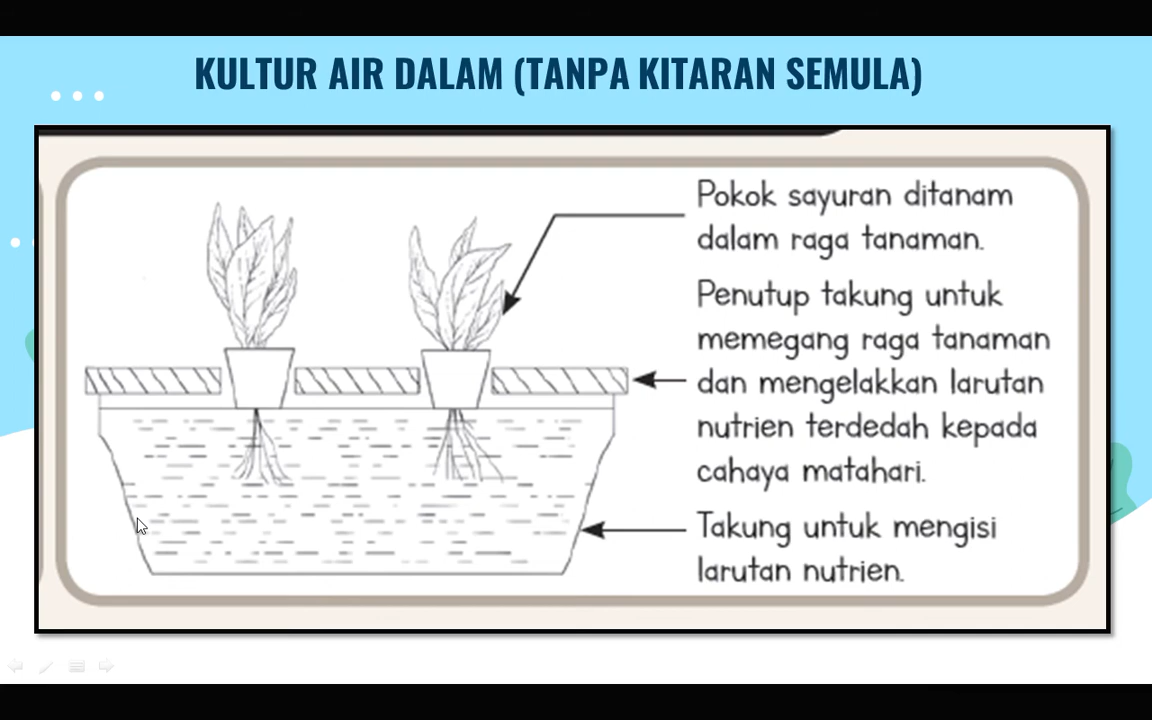 KULTUR AIR DALAM (TANPA KITARAN SEMULA)
Pokok sayuran ditanam
dalam raga tanaman.
Penutup takung untuk
memegang raga tanaman
dan mengelakkan larutan
nutrien terdedah kepada
cahaya matahari.
Takung untuk mengisi
larutan nutrien.